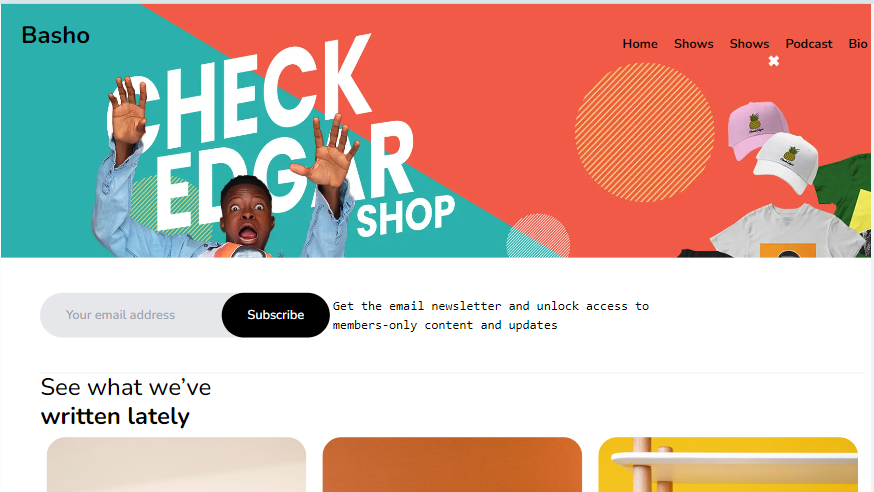 Basho
Home Shows Shows Podcast Bio
CHECK
EDGAR
SHOP
Your email address
Subscribe
Get the email newsletter and unlock access to
members-only content and updates
See what we’ve
written lately